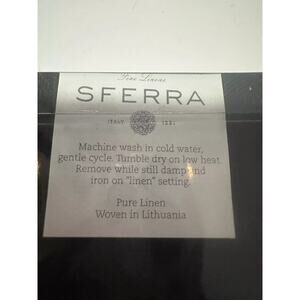 Fine Linens
SFERRA
ITALY 1891
Machine wash in cold water,
gentle cycle. Tumble dry on low heat.
Remove while still damp and
iron on "linen" setting.
Pure Linen
Woven in Lithuania